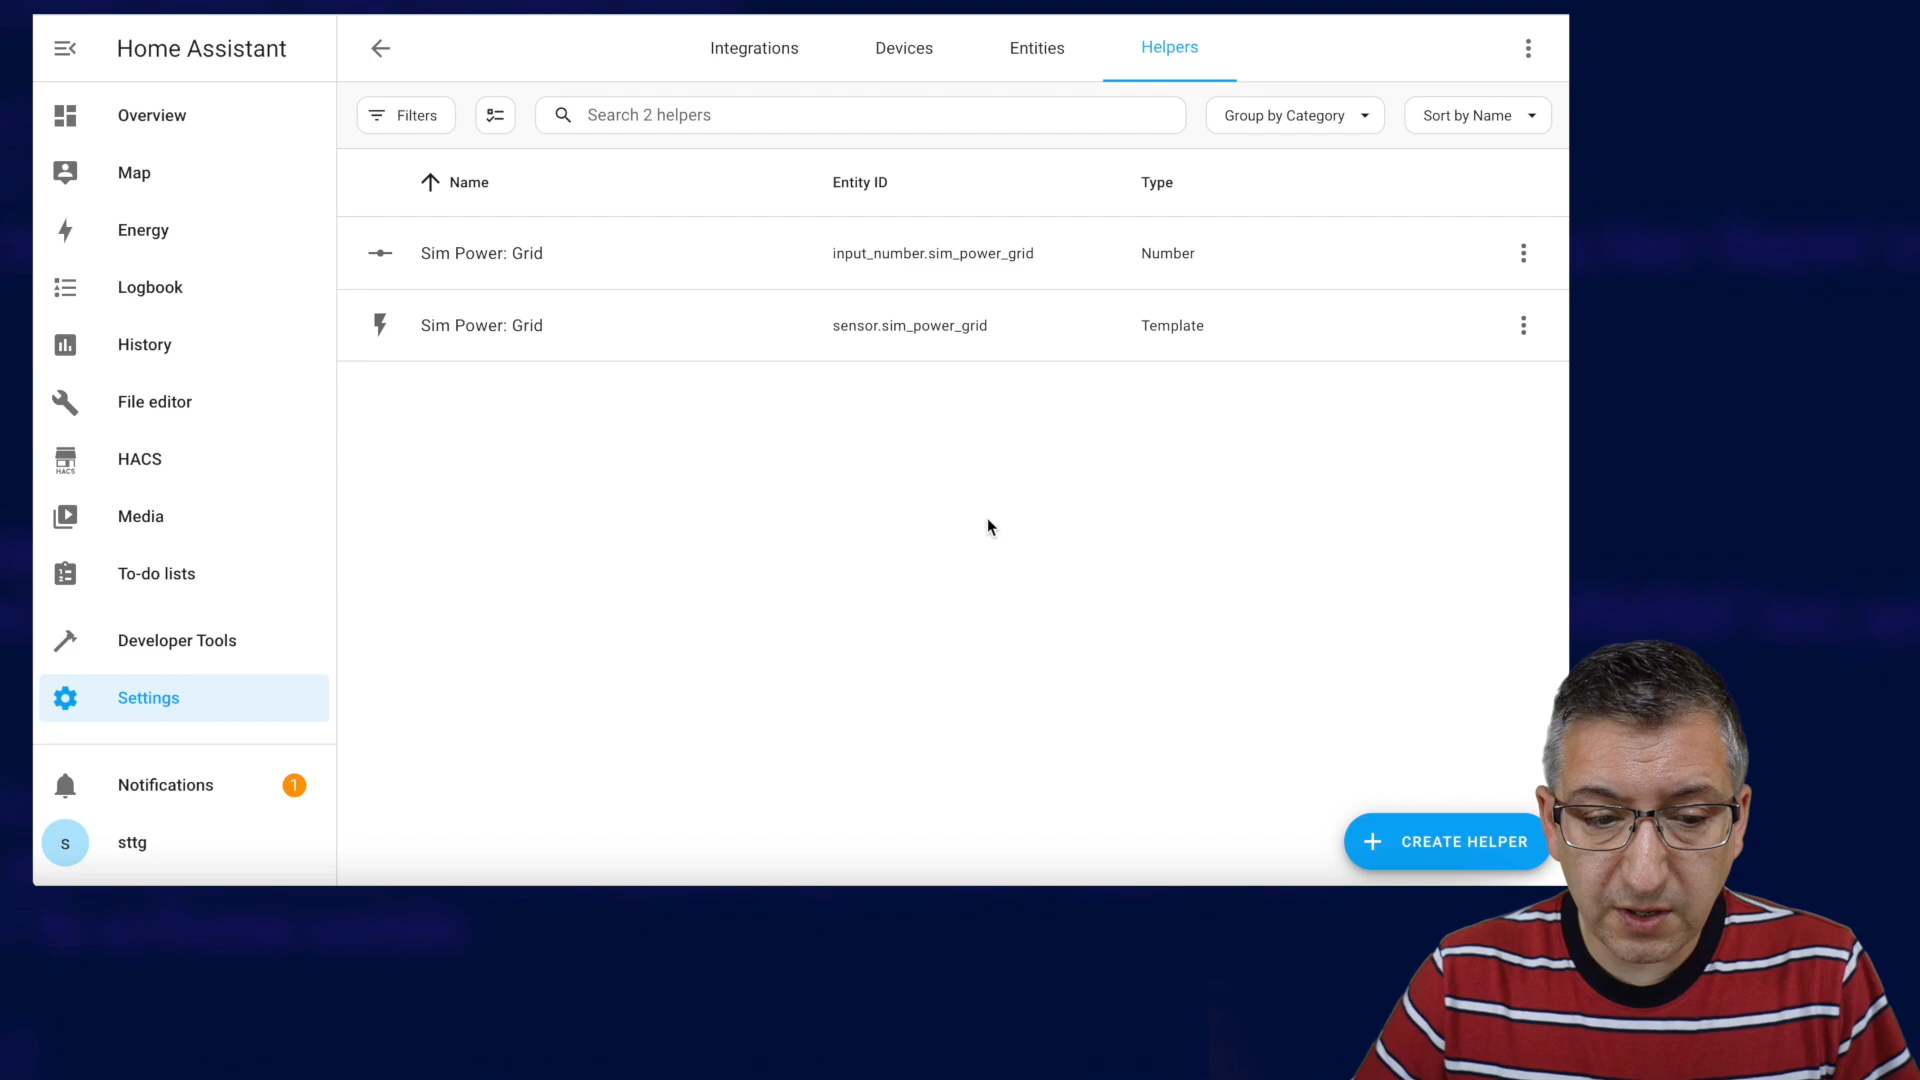 Home Assistant
Integrations
Devices
Entities
Helpers
Overview
Filters
Search 2 helpers
Group by Category
Sort by Name
Map
Name
Entity ID
Type
Energy
Sim Power: Grid
input_number.sim_power_grid
Number
Logbook
Sim Power: Grid
sensor.sim_power_grid
Template
History
File editor
HACS
HACS
Media
To-do lists
Developer Tools
Settings
Notifications
1
CREATE HELPER
s
sttg